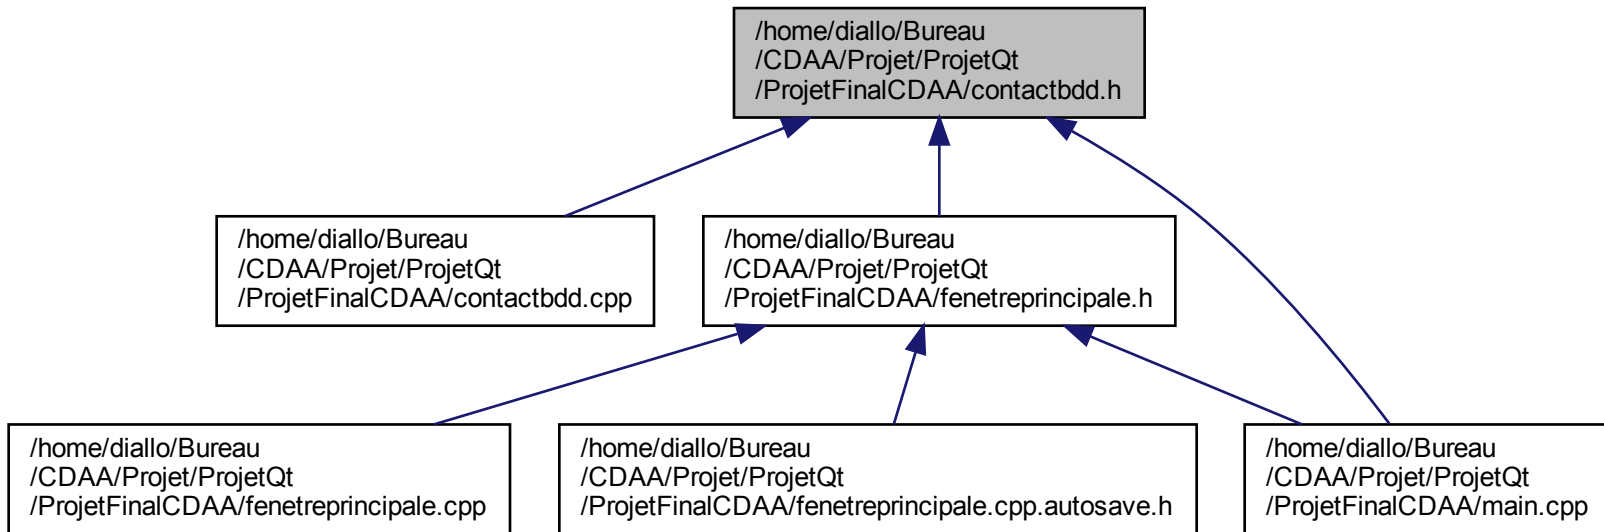 /home/diallo/Bureau
/CDAA/Projet/ProjetQt
/ProjetFinalCDAA/contactbdd.h
/home/diallo/Bureau
/CDAA/Projet/ProjetQt
/ProjetFinalCDAA/contactbdd.cpp
/home/diallo/Bureau
/CDAA/Projet/ProjetQt
/ProjetFinalCDAA/fenetreprincipale.h
/home/diallo/Bureau
/CDAA/Projet/ProjetQt
/ProjetFinalCDAA/fenetreprincipale.cpp
/home/diallo/Bureau
/CDAA/Projet/ProjetQt
/ProjetFinalCDAA/fenetreprincipale.cpp.autosave.h
/home/diallo/Bureau
/CDAA/Projet/ProjetQt
/ProjetFinalCDAA/main.cpp